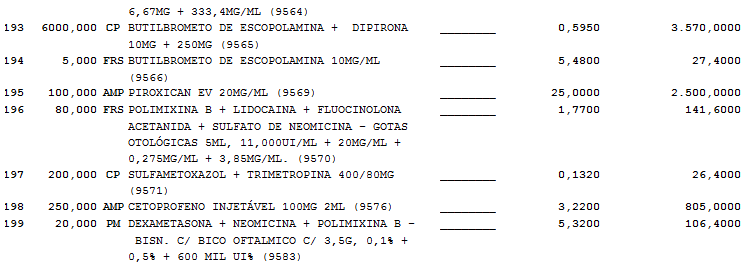 6,67MG + 333,4MG/ML (9564)
193 6000,000 CP BUTILBROMETO DE ESCOPOLAMINA + DIPIRONA ________ 0,5950 3.570,0000
10MG + 250MG (9565)
194 5,000 FRS BUTILBROMETO DE ESCOPOLAMINA 10MG/ML ________ 5,4800 27,4000
(9566)
195 100,000 AMP PIROXICAN EV 20MG/ML (9569) ________ 25,0000 2.500,0000
196 80,000 FRS POLIMIXINA B + LIDOCAINA + FLUOCINOLONA ________ 1,7700 141,6000
ACETANIDA + SULFATO DE NEOMICINA - GOTAS
OTOLÓGICAS 5ML, 11,000UI/ML + 20MG/ML +
0,275MG/ML + 3,85MG/ML. (9570)
197 200,000 CP SULFAMETOXAZOL + TRIMETROPINA 400/80MG ________ 0,1320 26,4000
(9571)
198 250,000 AMP CETOPROFENO INJETÁVEL 100MG 2ML (9576) ________ 3,2200 805,0000
199 20,000 PM DEXAMETASONA + NEOMICINA + POLIMIXINA B - ________ 5,3200 106,4000
BISN. C/ BICO OFTALMICO C/ 3,5G, 0,1% +
0,5% + 600 MIL UI% (9583)